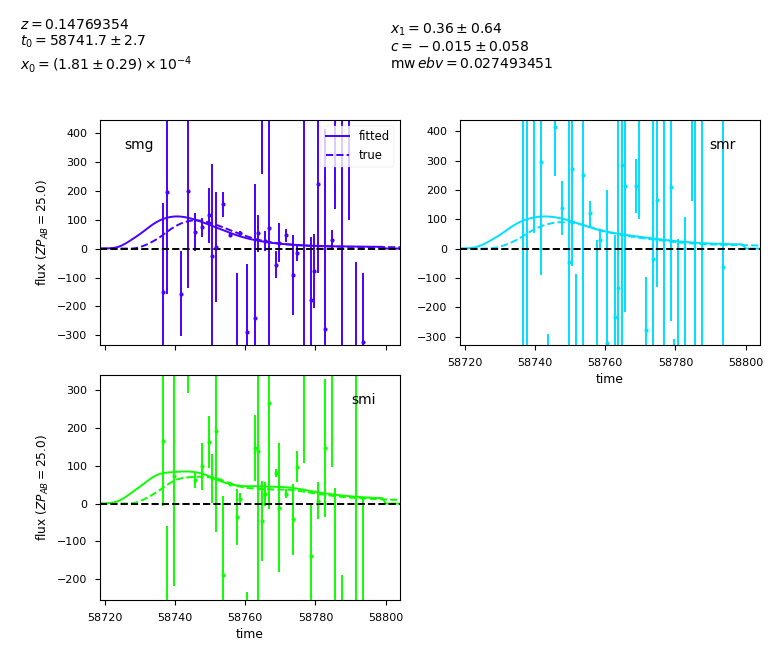 z = 0.14769354
t₀ = 58741.7 ± 2.7
x₀ = (1.81 ± 0.29) × 10⁻⁴
x₁ = 0.36 ± 0.64
c = −0.015 ± 0.058
mw ebv = 0.027493451
smg
fitted
true
400
300
200
100
0
−100
−200
−300
flux (ZP_AB = 25.0)
smr
400
300
200
100
0
−100
−200
−300
58720 58740 58760 58780 58800
time
smi
300
200
100
0
−100
−200
flux (ZP_AB = 25.0)
58720 58740 58760 58780 58800
time